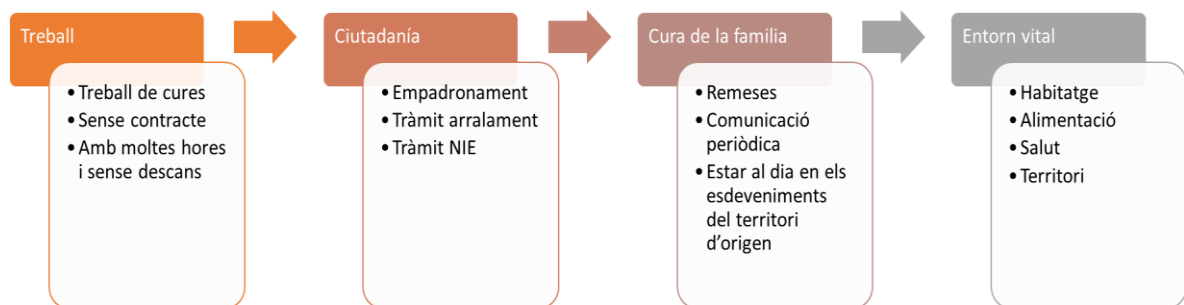 Treball
• Treball de cures
• Sense contracte
• Amb moltes hores
i sense descans
Ciutadanía
• Empadronament
• Tràmit arralament
• Tràmit NIE
Cura de la familia
• Remeses
• Comunicació
periòdica
• Estar al dia en els
esdeveniments
del territori
d'origen
Entorn vital
• Habitatge
• Alimentació
• Salut
• Territori